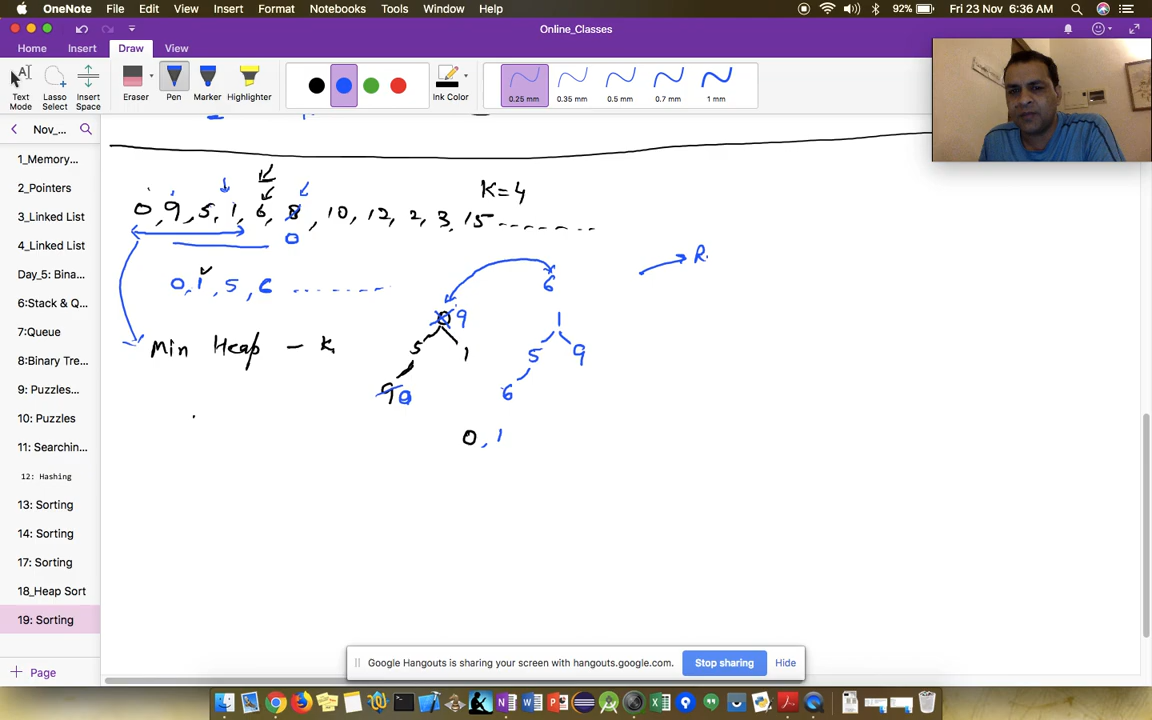 OneNote File Edit View Insert Format Notebooks Tools Window Help 92% Fri 23 Nov 6:36 AM
Online_Classes
Home Insert Draw View
Text Mode Lasso Select Insert Space Eraser Pen Marker Highlighter Ink Color 0.25 mm 0.35 mm 0.5 mm 0.7 mm 1 mm
Nov_...
1_Memory...
2_Pointers
3_Linked List
4_Linked List
Day_5: Bina...
6:Stack & Q...
7:Queue
8:Binary Tre...
9: Puzzles...
10: Puzzles
11: Searchin...
12: Hashing
13: Sorting
14: Sorting
17: Sorting
18_Heap Sort
19: Sorting
Page
K=4
0, 9, 5, 1, 6, 8, 10, 12, 2, 3, 15 -------
0
R
0, 1, 5, 6 ........
6
0 9
1
Min Heap - K
5 1
5 9
9 9
6
0, 1
Google Hangouts is sharing your screen with hangouts.google.com. Stop sharing Hide